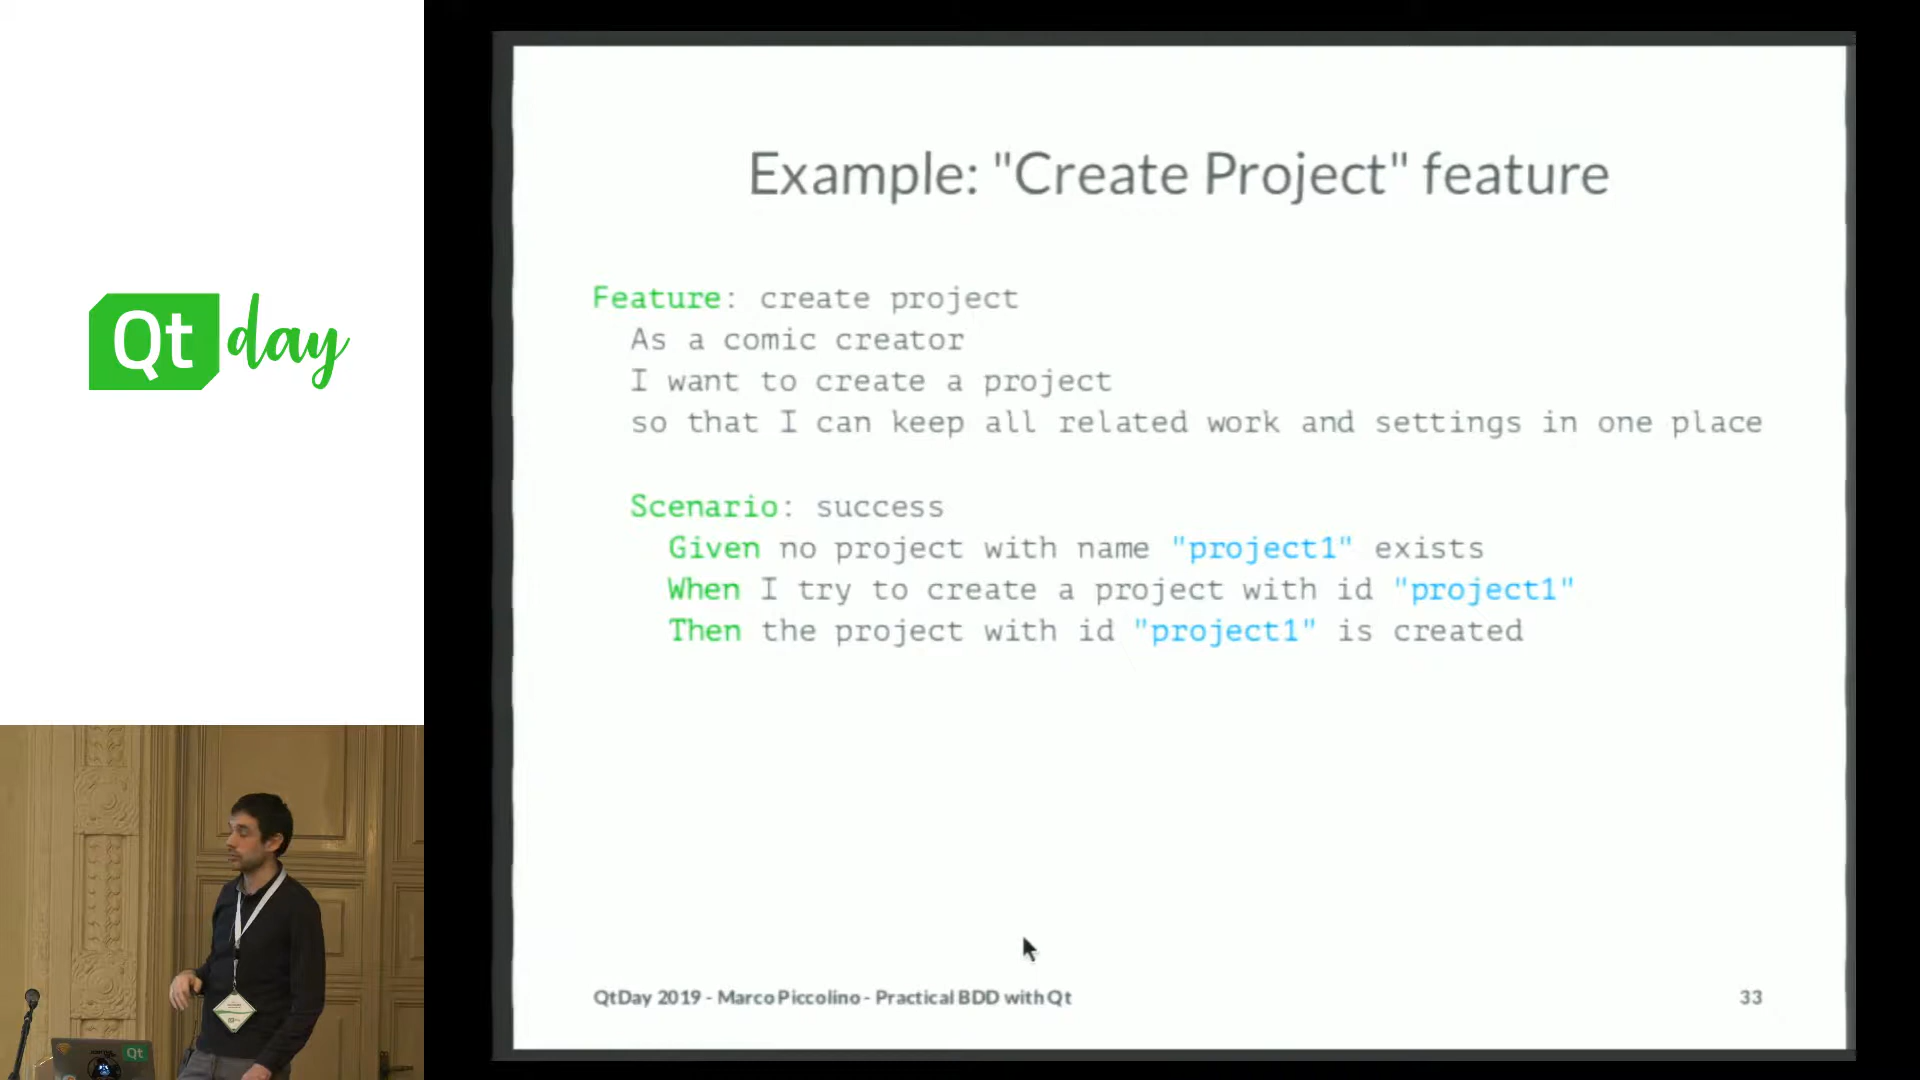 Qt day
Example: "Create Project" feature
Feature: create project
As a comic creator
I want to create a project
so that I can keep all related work and settings in one place
Scenario: success
Given no project with name "project1" exists
When I try to create a project with id "project1"
Then the project with id "project1" is created
QtDay 2019 - Marco Piccolino - Practical BDD with Qt
33
Qt